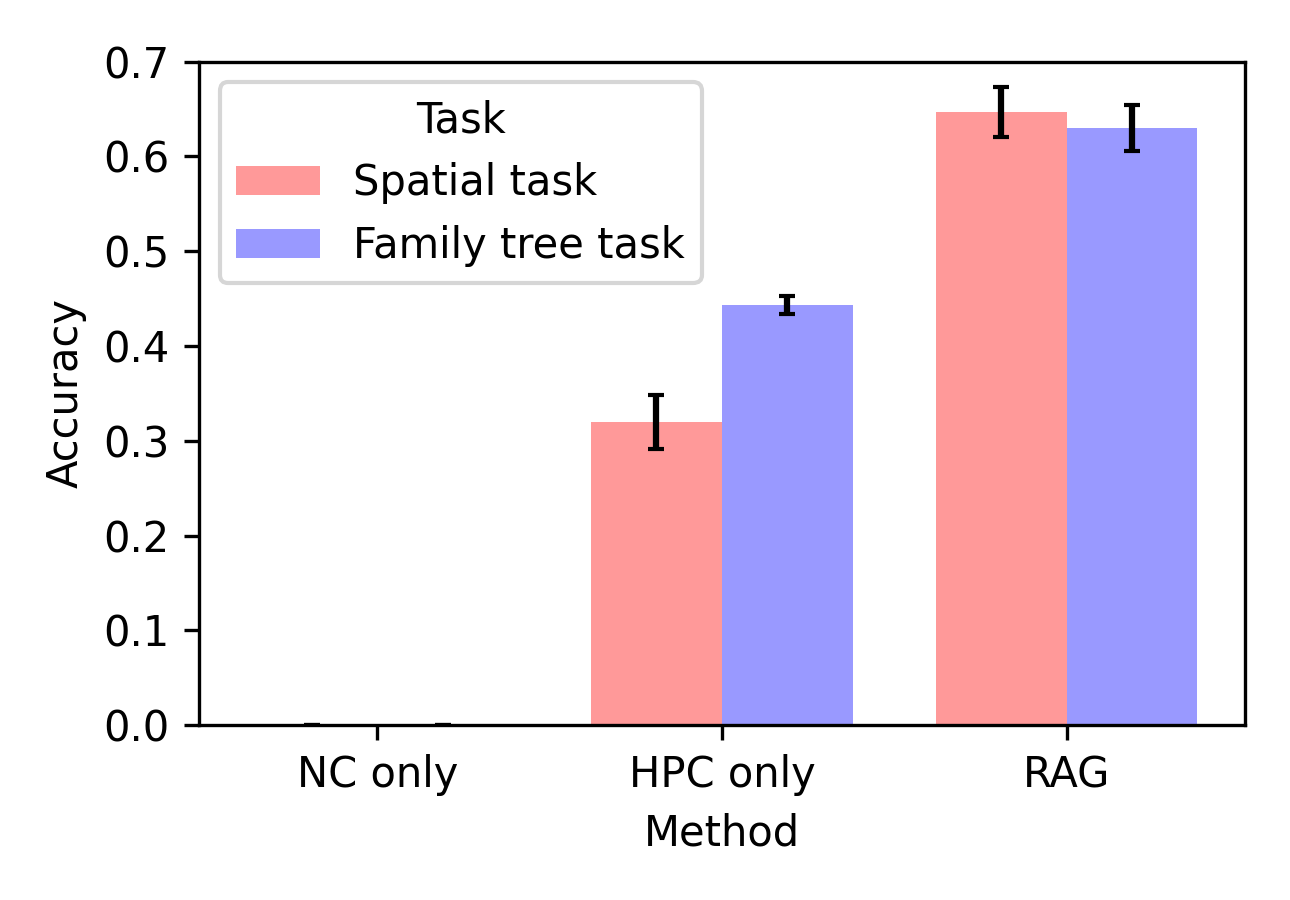 0.7
0.6
0.5
0.4
0.3
0.2
0.1
0.0
Accuracy
Task
Spatial task
Family tree task
NC only
HPC only
RAG
Method